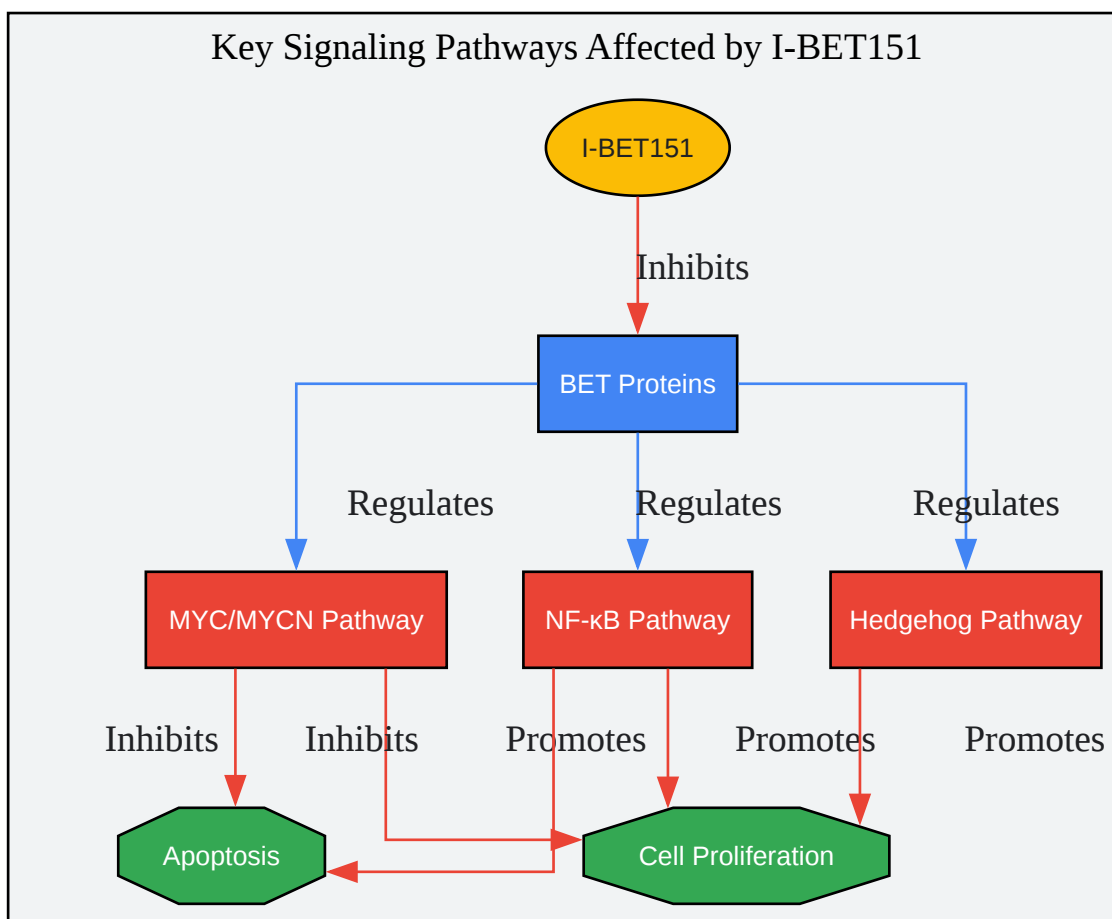 Key Signaling Pathways Affected by I-BET151
I-BET151
Inhibits
BET Proteins
Regulates
Regulates
Regulates
MYC/MYCN Pathway
NF-κB Pathway
Hedgehog Pathway
Inhibits
Inhibits
Promotes
Promotes
Promotes
Apoptosis
Cell Proliferation